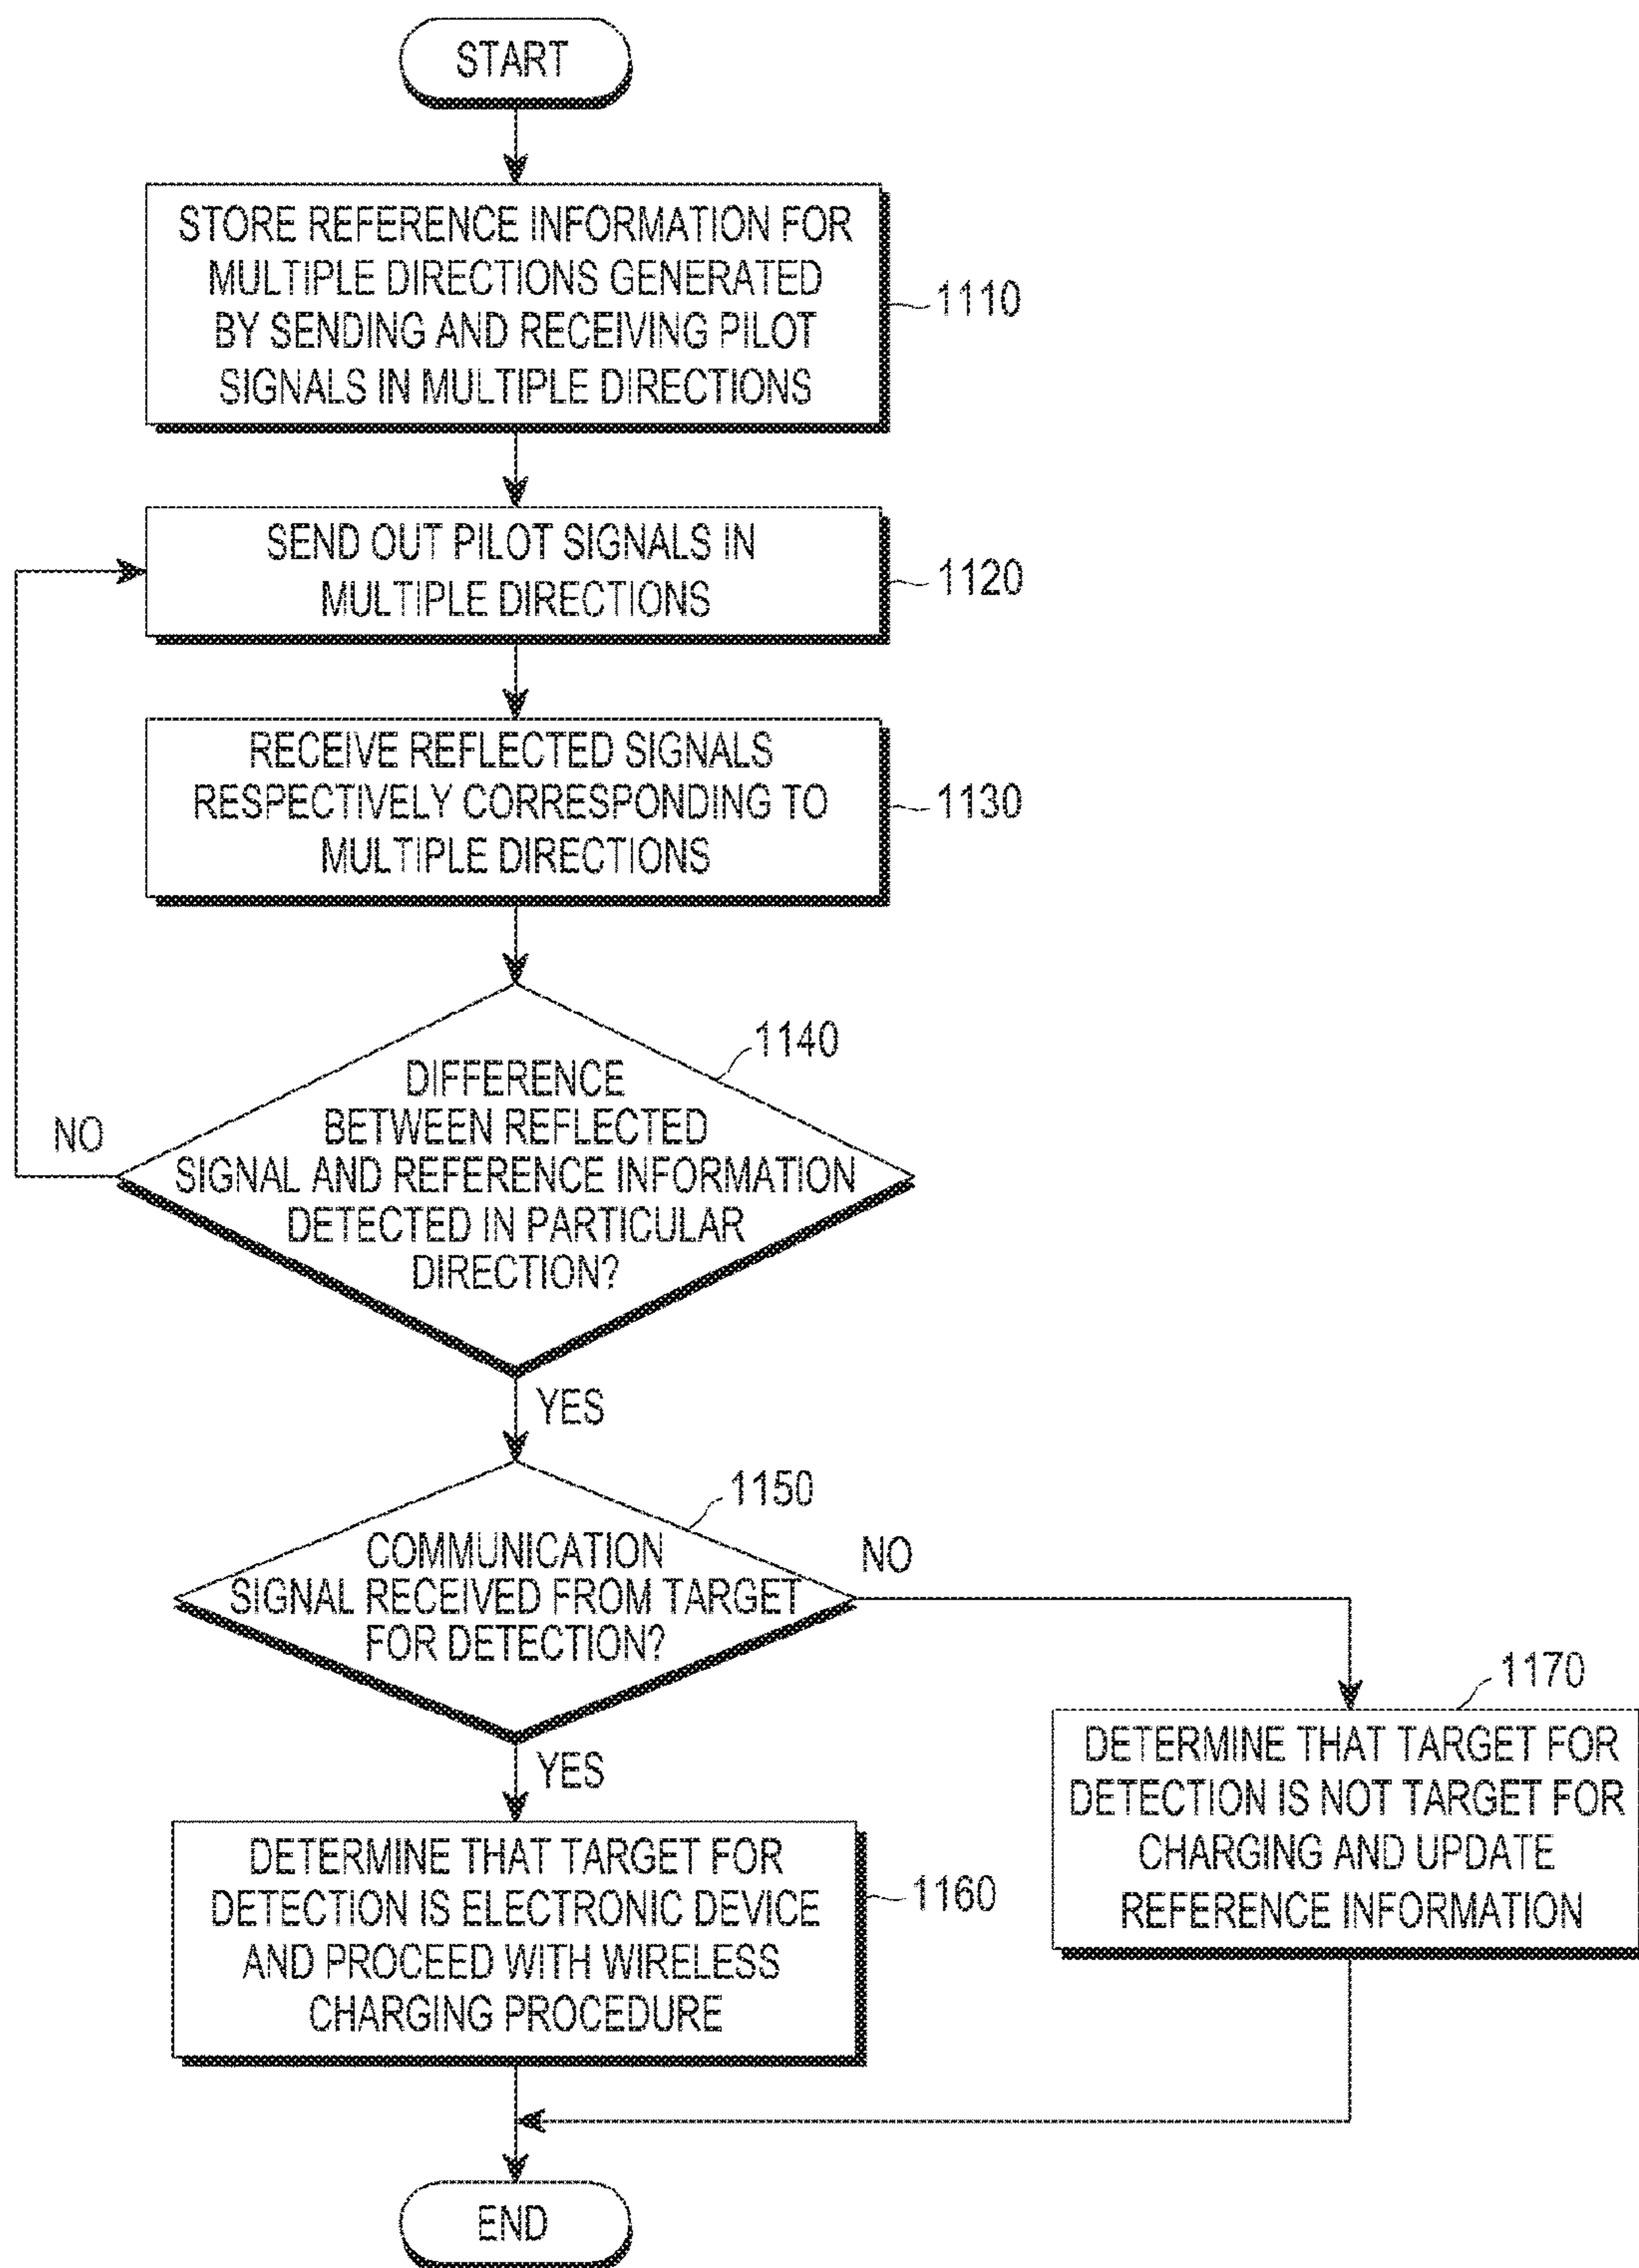 START
STORE REFERENCE INFORMATION FOR
MULTIPLE DIRECTIONS GENERATED
BY SENDING AND RECEIVING PILOT
SIGNALS IN MULTIPLE DIRECTIONS
1110
SEND OUT PILOT SIGNALS IN
MULTIPLE DIRECTIONS
1120
RECEIVE REFLECTED SIGNALS
RESPECTIVELY CORRESPONDING TO
MULTIPLE DIRECTIONS
1130
1140
DIFFERENCE
BETWEEN REFLECTED
SIGNAL AND REFERENCE INFORMATION
DETECTED IN PARTICULAR
DIRECTION?
NO
YES
1150
COMMUNICATION
SIGNAL RECEIVED FROM TARGET
FOR DETECTION?
NO
YES
1170
DETERMINE THAT TARGET FOR
DETECTION IS NOT TARGET FOR
CHARGING AND UPDATE
REFERENCE INFORMATION
DETERMINE THAT TARGET FOR
DETECTION IS ELECTRONIC DEVICE
AND PROCEED WITH WIRELESS
CHARGING PROCEDURE
1160
END